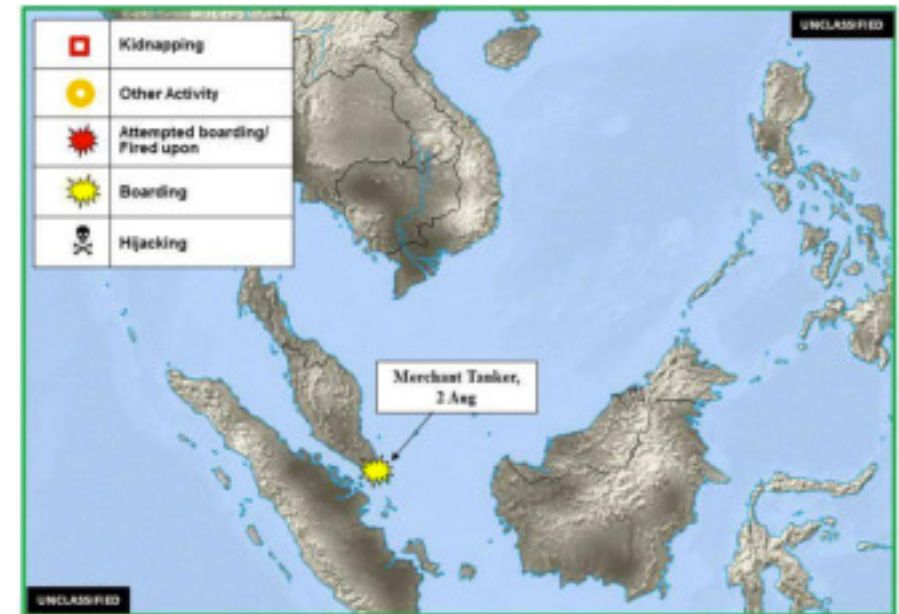 UNCLASSIFIED
Kidnapping
Other Activity
Attempted boarding/
Fired upon
Boarding
Hijacking
Merchant Tanker,
2 Aug
UNCLASSIFIED